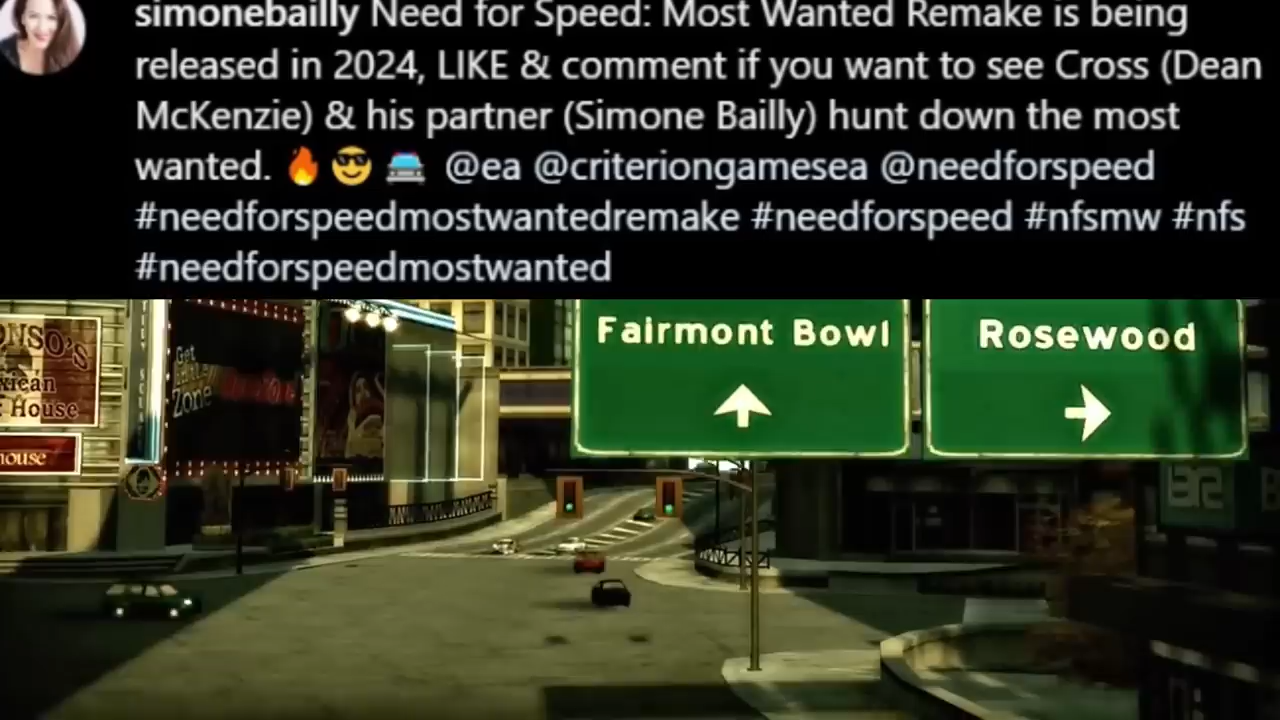 simonebailly Need for Speed: Most Wanted Remake is being
released in 2024, LIKE & comment if you want to see Cross (Dean
McKenzie) & his partner (Simone Bailly) hunt down the most
wanted. 🔥😎🚔 @ea @criteriongamesea @needforspeed
#needforspeedmostwantedremake #needforspeed #nfsmw #nfs
#needforspeedmostwanted
Fairmont Bowl
Rosewood
Get
Zone
House